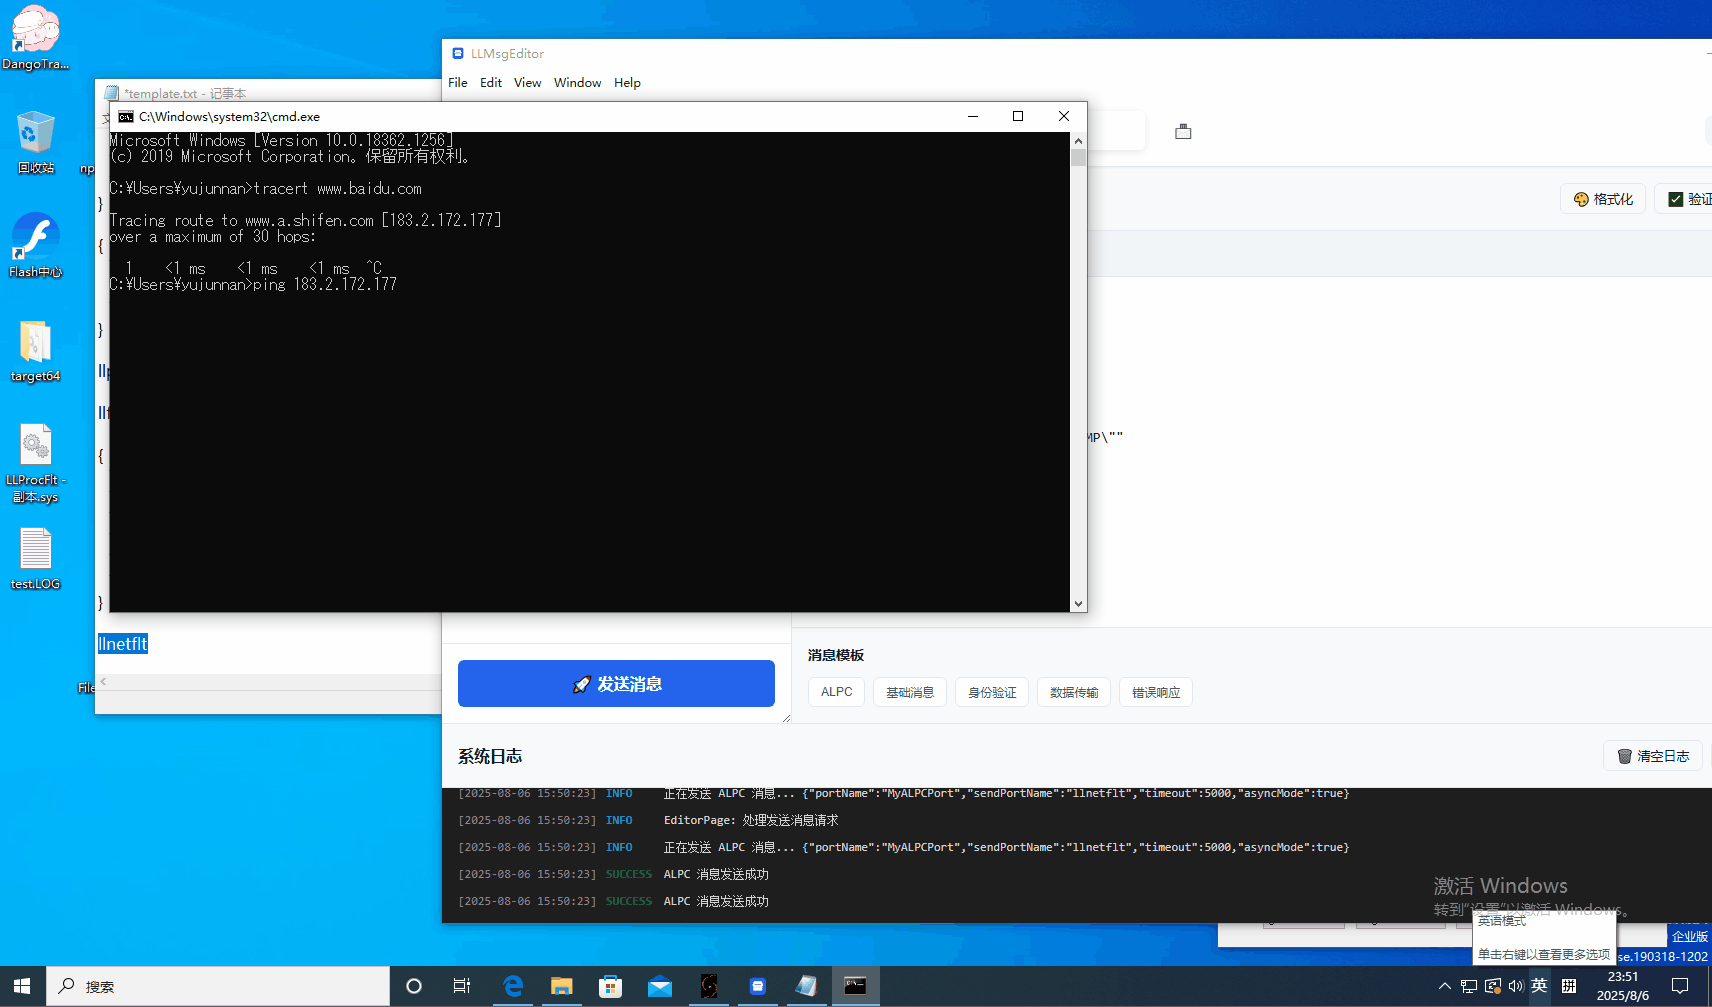 DangoTra...
回收站
np
Flash中心
target64
LLProcFlt -
副本.sys
test.LOG
File
*template.txt - 记事本
}
{
}
{
}
llnetflt
LLMsgEditor
File Edit View Window Help
C:\Windows\system32\cmd.exe
Microsoft Windows [Version 10.0.18362.1256]
(c) 2019 Microsoft Corporation。保留所有权利。
C:¥Users¥yujunnan>tracert www.baidu.com
Tracing route to www.a.shifen.com [183.2.172.177]
over a maximum of 30 hops:
1 <1 ms <1 ms <1 ms ^C
C:¥Users¥yujunnan>ping 183.2.172.177
格式化
验证
MP\""
发送消息
消息模板
ALPC 基础消息 身份验证 数据传输 错误响应
系统日志
清空日志
[2025-08-06 15:50:23] INFO 正在发送 ALPC 消息... {"portName":"MyALPCPort","sendPortName":"llnetflt","timeout":5000,"asyncMode":true}
[2025-08-06 15:50:23] INFO EditorPage: 处理发送消息请求
[2025-08-06 15:50:23] INFO 正在发送 ALPC 消息... {"portName":"MyALPCPort","sendPortName":"llnetflt","timeout":5000,"asyncMode":true}
[2025-08-06 15:50:23] SUCCESS ALPC 消息发送成功
[2025-08-06 15:50:23] SUCCESS ALPC 消息发送成功
激活 Windows
转到"设置"以激活 Windows。
英语模式
单击右键以查看更多选项
企业版
se.190318-1202
搜索
英
拼
23:51
2025/8/6